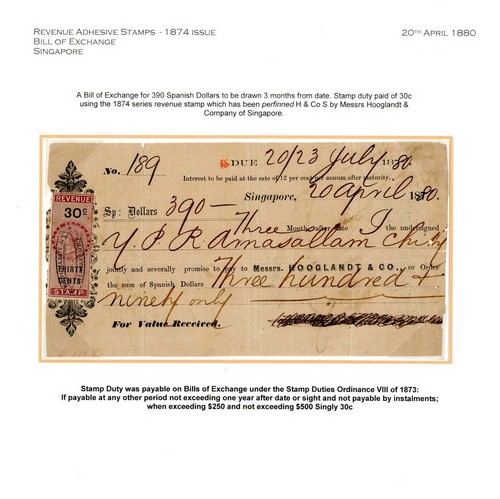 REVENUE ADHESIVE STAMPS - 1874 ISSUE
BILL OF EXCHANGE
SINGAPORE
20TH APRIL 1880
A Bill of Exchange for 390 Spanish Dollars to be drawn 3 months from date. Stamp duty paid of 30c
using the 1874 series revenue stamp which has been perfinned H & Co S by Messrs Hooglandt &
Company of Singapore.
No. 189 DUE 20/23 July 1880.
Interest to be paid at the rate of 12 per cent per annum after maturity.
Singapore, 20 april 1880.
Sp: Dollars 390 —
Three Months after date I the undersigned
Y. P. R. Amasallam Chitty
jointly and severally promise to pay to Messrs. HOOGLANDT & CO., or Order
the sum of Spanish Dollars Three hundred &
ninety only
For Value Received.
REVENUE
30c
THIRTY
CENTS
STAMP
Stamp Duty was payable on Bills of Exchange under the Stamp Duties Ordinance VIII of 1873:
If payable at any other period not exceeding one year after date or sight and not payable by instalments;
when exceeding $250 and not exceeding $500 Singly 30c